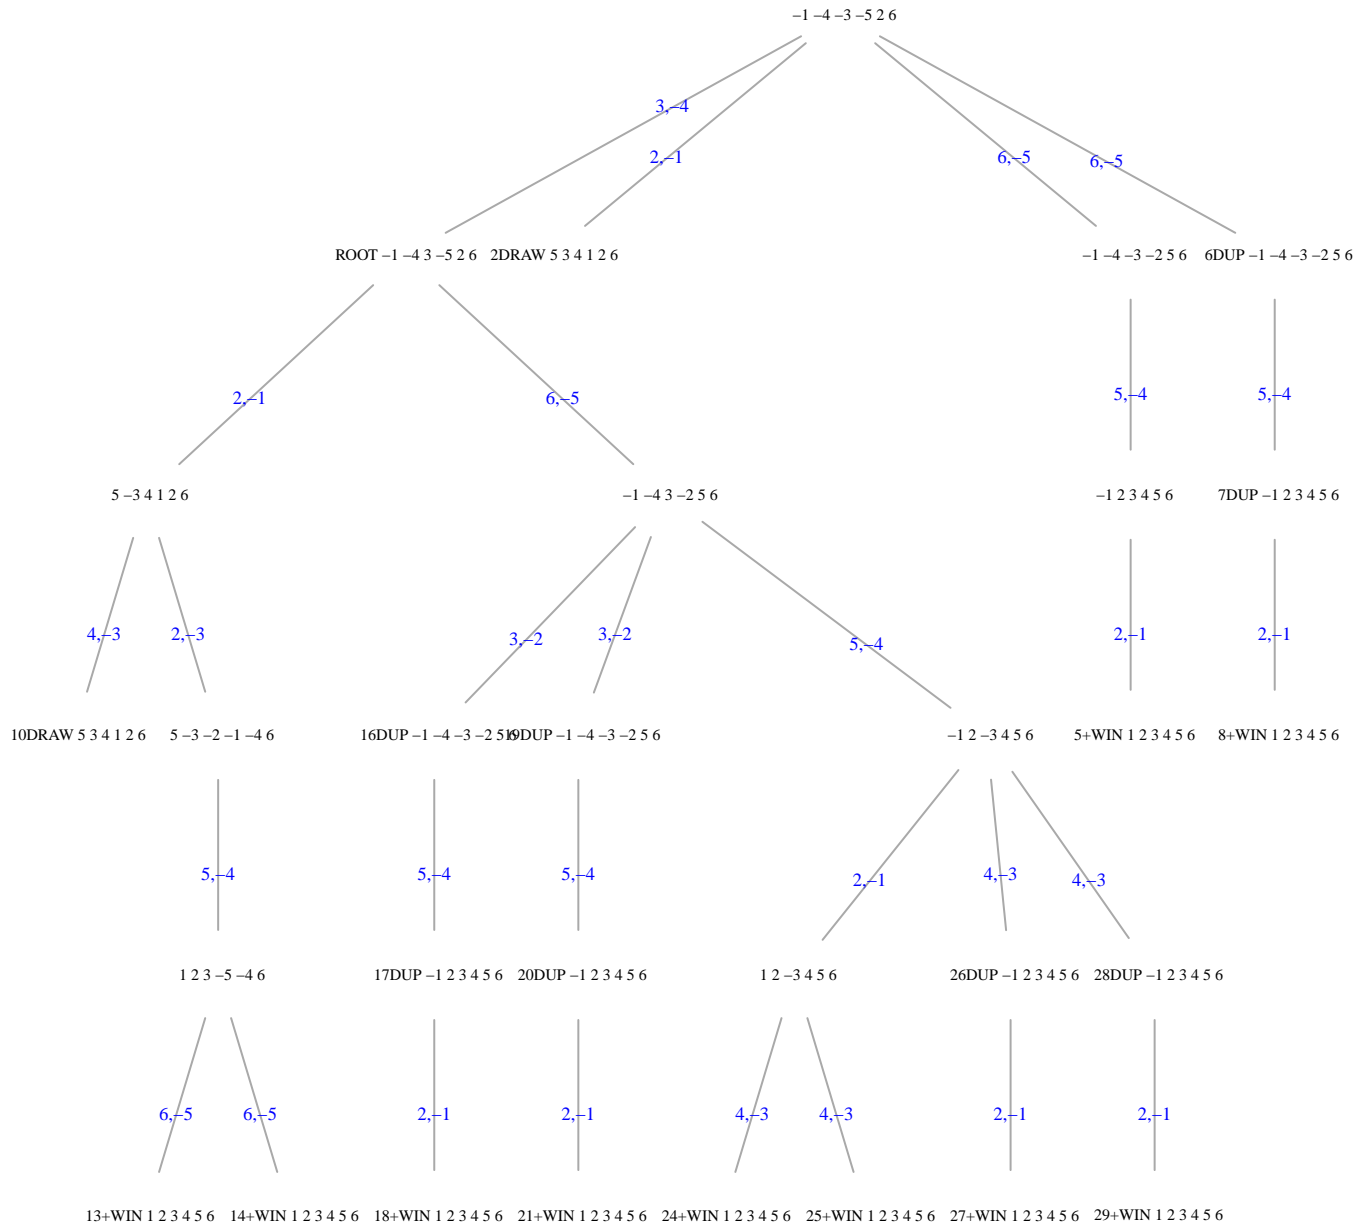 −1 −4 −3 −5 2 6
3,−4
2,−1
6,−5
6,−5
ROOT −1 −4 3 −5 2 6
2DRAW 5 3 4 1 2 6
−1 −4 −3 −2 5 6
6DUP −1 −4 −3 −2 5 6
2,−1
6,−5
5,−4
5,−4
5 −3 4 1 2 6
−1 −4 3 −2 5 6
−1 2 3 4 5 6
7DUP −1 2 3 4 5 6
4,−3
2,−3
3,−2
3,−2
5,−4
2,−1
2,−1
10DRAW 5 3 4 1 2 6
5 −3 −2 −1 −4 6
16DUP −1 −4 −3 −2 5 6
19DUP −1 −4 −3 −2 5 6
−1 2 −3 4 5 6
5+WIN 1 2 3 4 5 6
8+WIN 1 2 3 4 5 6
5,−4
5,−4
5,−4
2,−1
4,−3
4,−3
1 2 3 −5 −4 6
17DUP −1 2 3 4 5 6
20DUP −1 2 3 4 5 6
1 2 −3 4 5 6
26DUP −1 2 3 4 5 6
28DUP −1 2 3 4 5 6
6,−5
6,−5
2,−1
2,−1
4,−3
4,−3
2,−1
2,−1
13+WIN 1 2 3 4 5 6
14+WIN 1 2 3 4 5 6
18+WIN 1 2 3 4 5 6
21+WIN 1 2 3 4 5 6
24+WIN 1 2 3 4 5 6
25+WIN 1 2 3 4 5 6
27+WIN 1 2 3 4 5 6
29+WIN 1 2 3 4 5 6